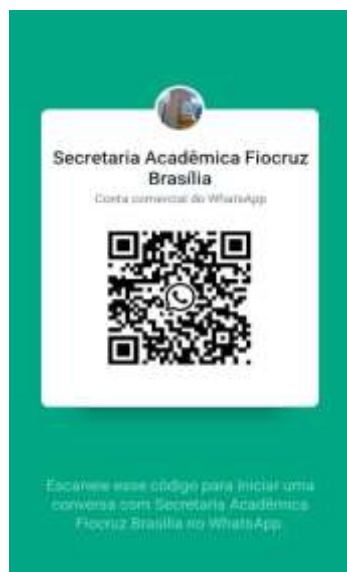 Secretaria Acadêmica Fiocruz
Brasília
Conta comercial do WhatsApp
Escaneie esse código para iniciar uma
conversa com Secretaria Acadêmica
Fiocruz Brasília no WhatsApp.